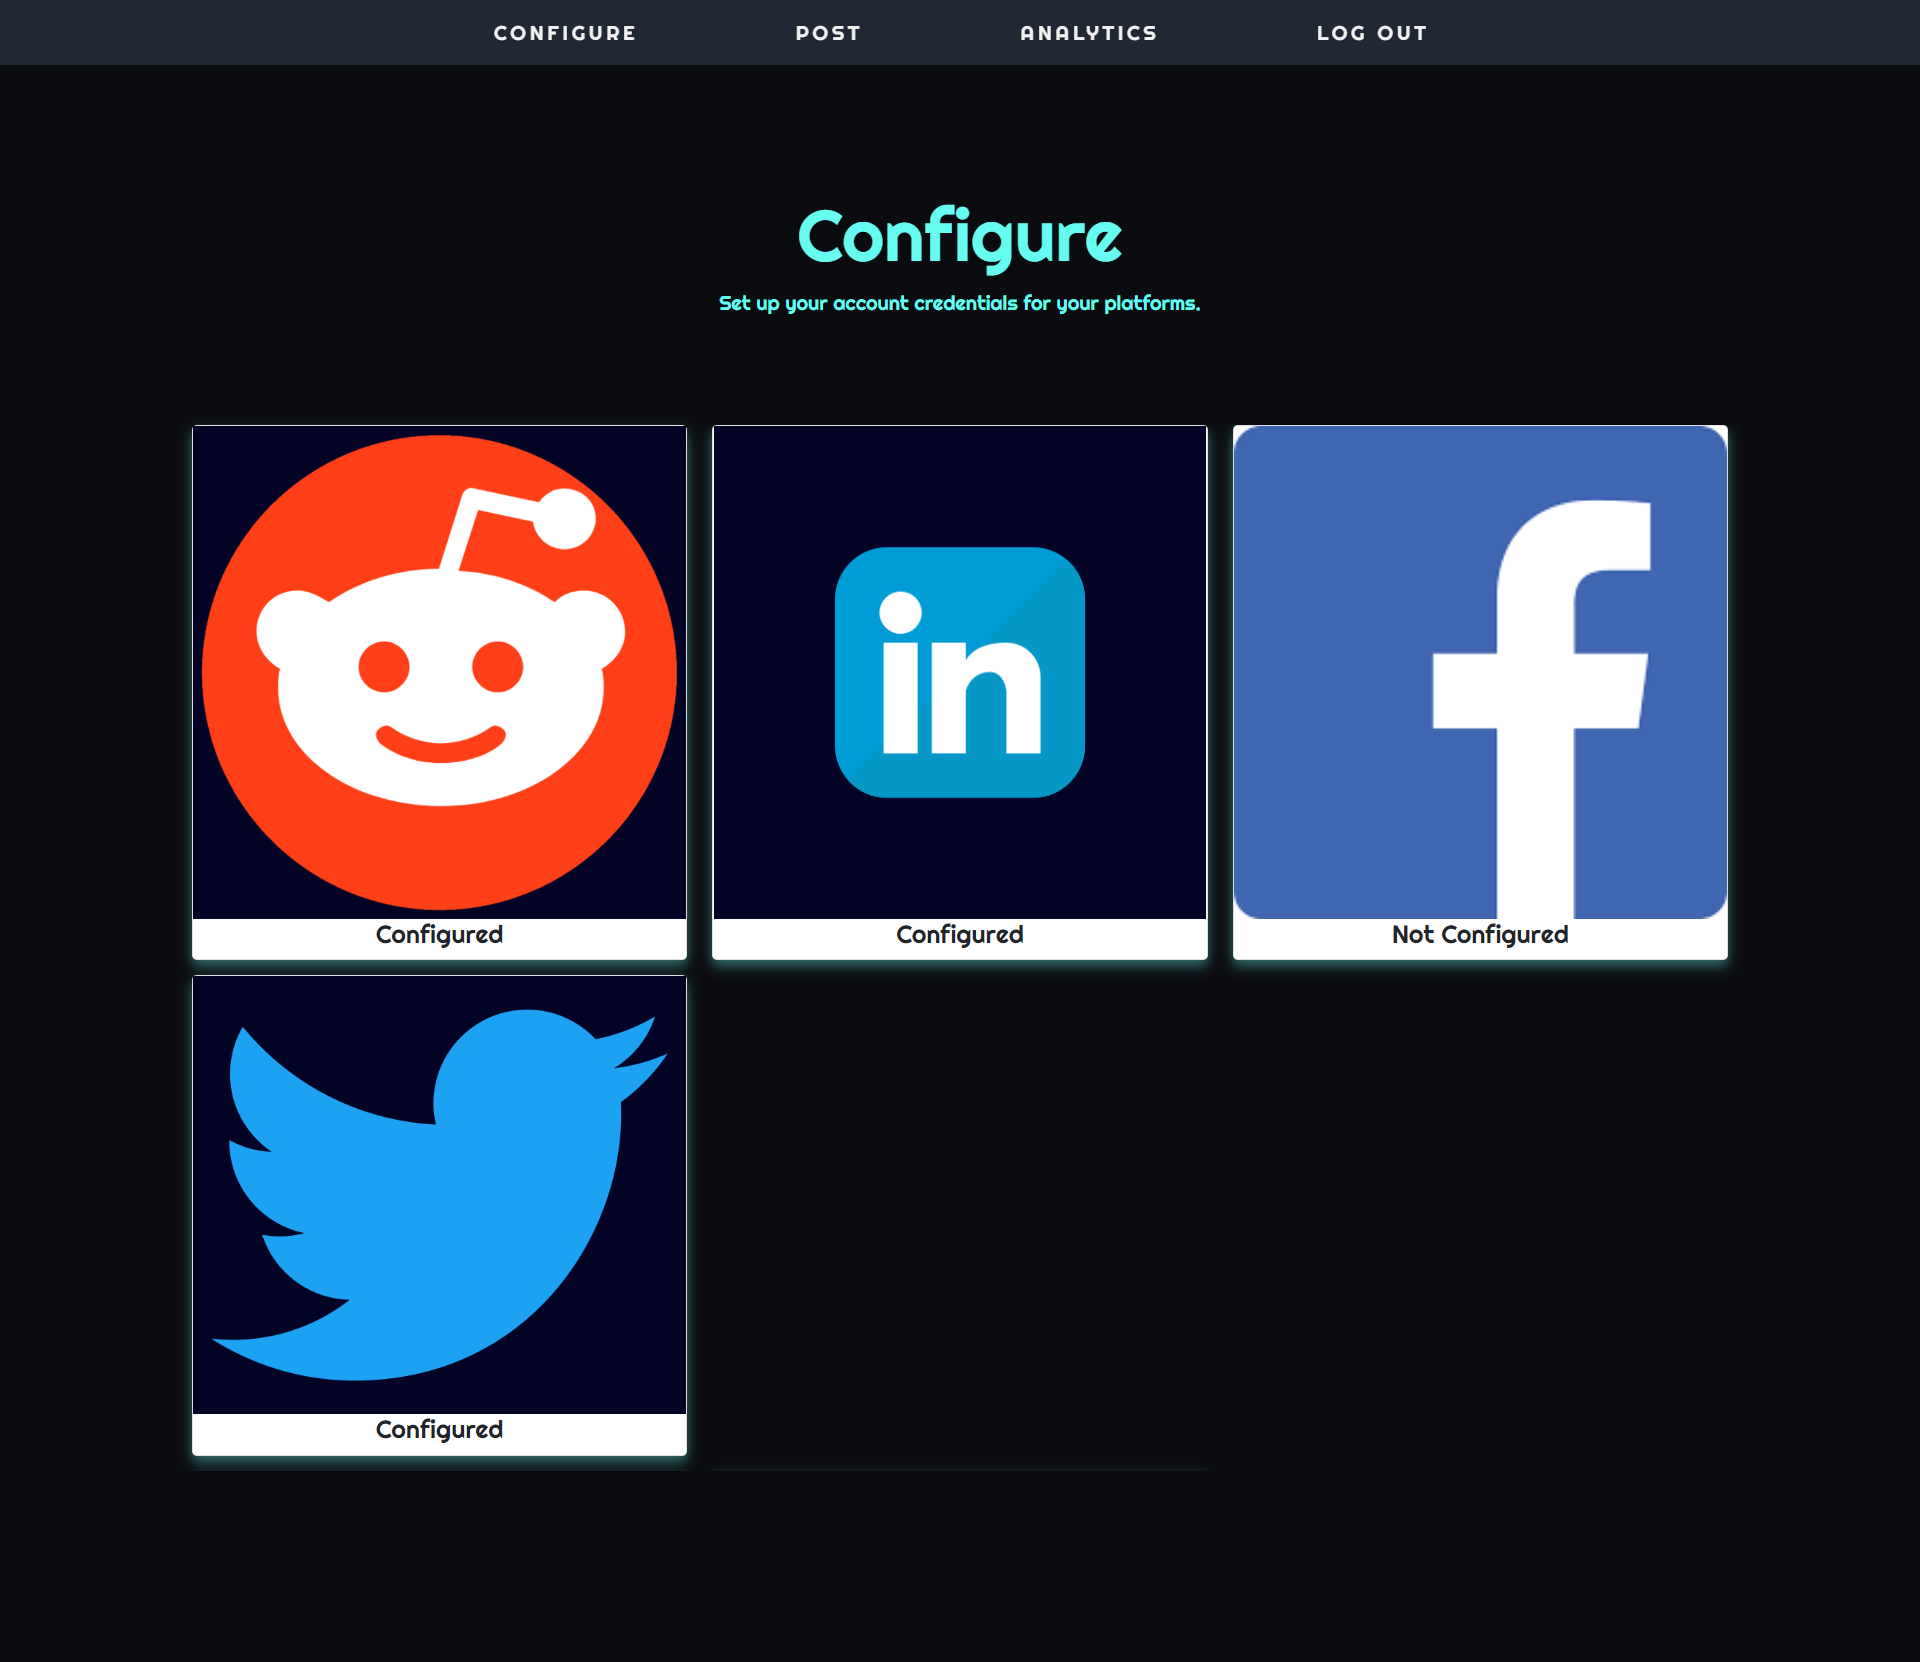 CONFIGURE POST ANALYTICS LOG OUT
Configure
Set up your account credentials for your platforms.
in
f
Configured Configured Not Configured
Configured